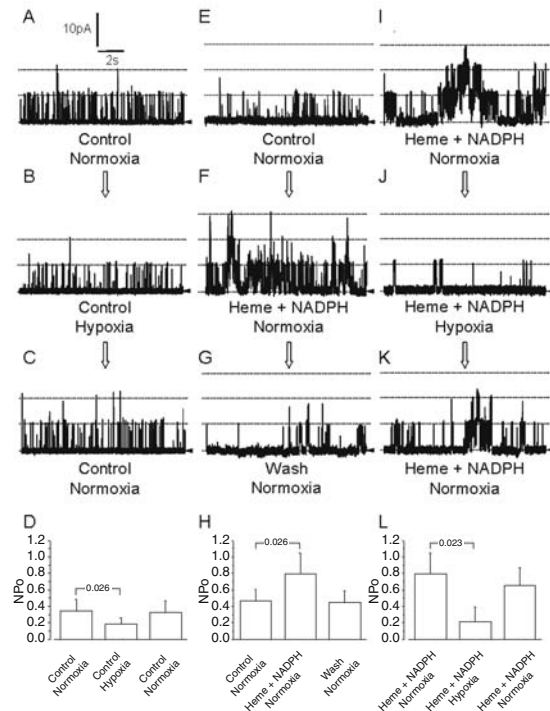 A
10pA
2s
Control
Normoxia
B
Control
Hypoxia
C
Control
Normoxia
D
NPo
1.2
1.0
0.8
0.6
0.4
0.2
0.0
0.026
Control
Normoxia
Control
Hypoxia
Control
Normoxia
E
Control
Normoxia
F
Heme + NADPH
Normoxia
G
Wash
Normoxia
H
NPo
1.2
1.0
0.8
0.6
0.4
0.2
0.0
0.026
Control
Normoxia
Heme + NADPH
Normoxia
Wash
Normoxia
I
Heme + NADPH
Normoxia
J
Heme + NADPH
Hypoxia
K
Heme + NADPH
Normoxia
L
NPo
1.2
1.0
0.8
0.6
0.4
0.2
0.0
0.023
Heme + NADPH
Normoxia
Heme + NADPH
Hypoxia
Heme + NADPH
Normoxia